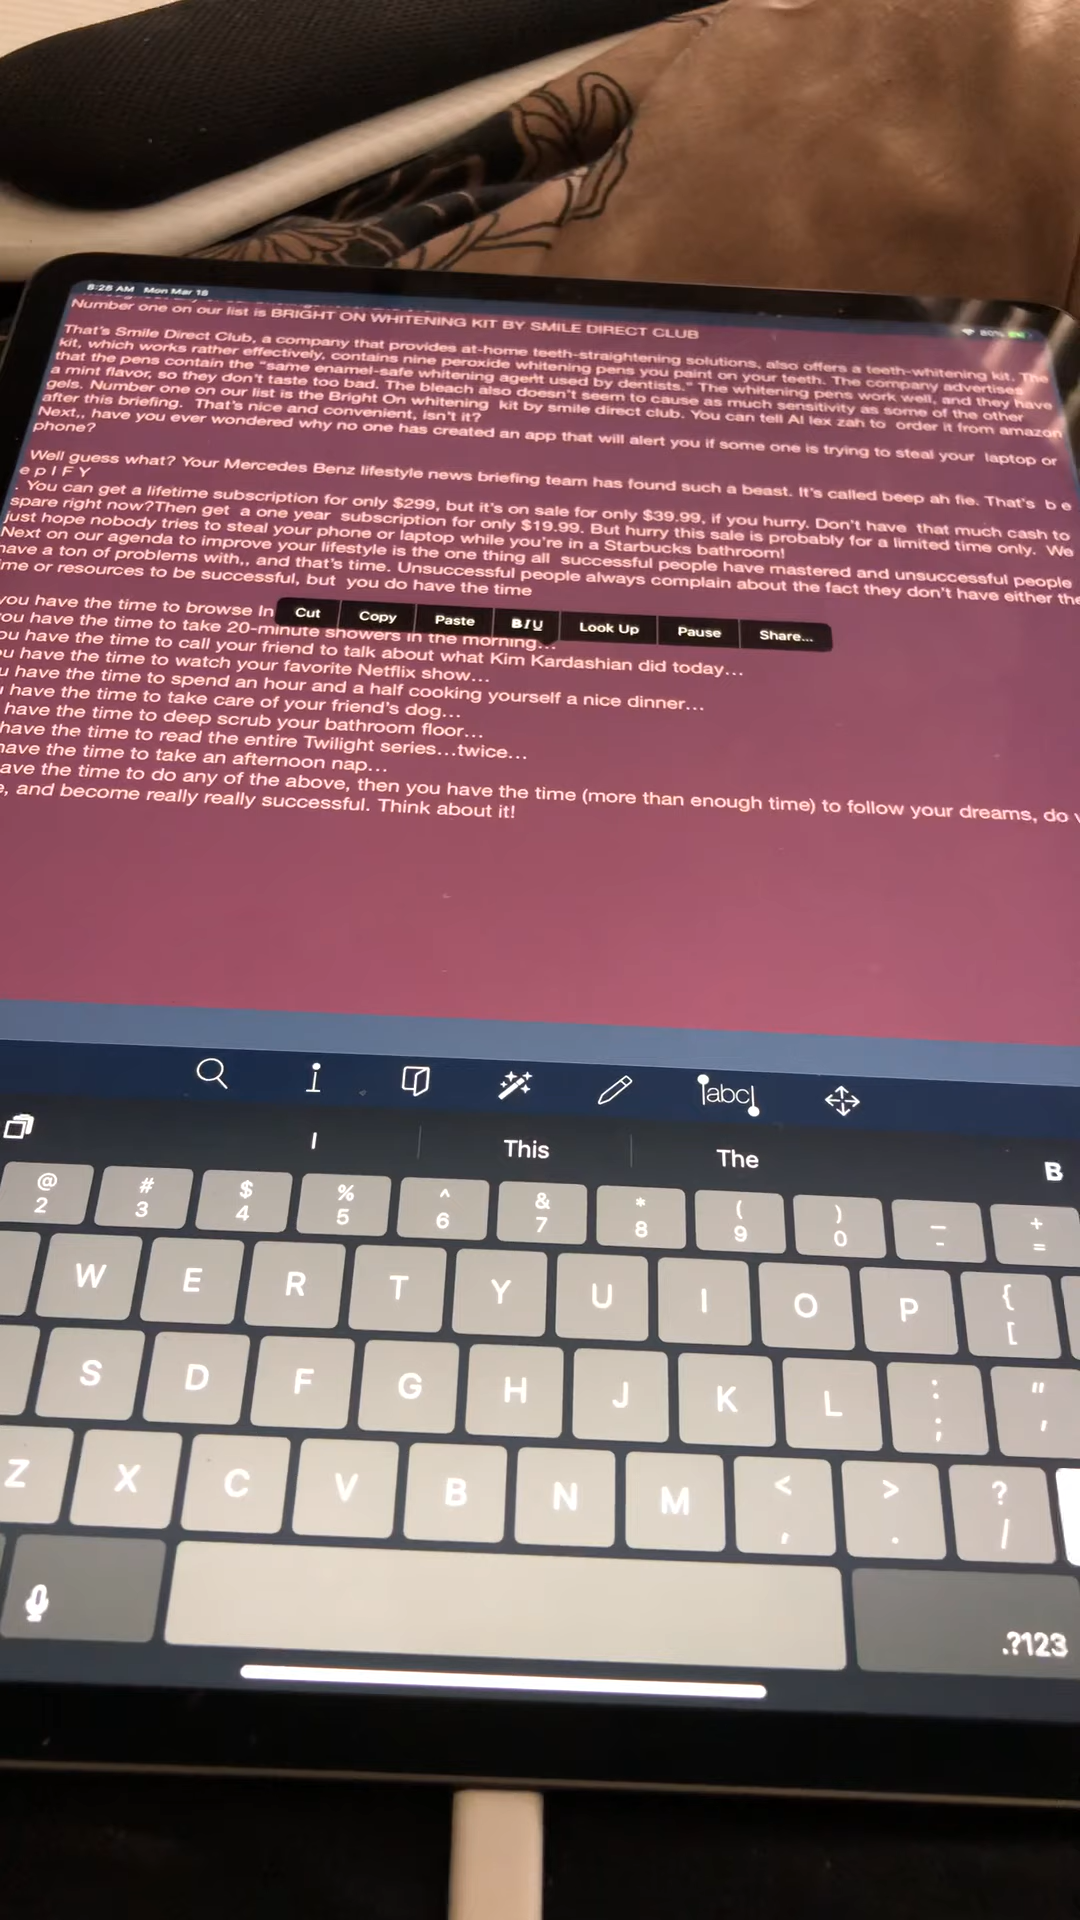 8:28 AM Mon Mar 18
80%
Number one on our list is BRIGHT ON WHITENING KIT BY SMILE DIRECT CLUB
That's Smile Direct Club, a company that provides at-home teeth-straightening solutions, also offers a teeth-whitening kit. The
kit, which works rather effectively, contains nine peroxide whitening pens you paint on your teeth. The company advertises
that the pens contain the "same enamel-safe whitening agent used by dentists." The whitening pens work well, and they have
a mint flavor, so they don't taste too bad. The bleach also doesn't seem to cause as much sensitivity as some of the other
gels. Number one on our list is the Bright On whitening kit by smile direct club. You can tell Al lex zah to order it from amazon
after this briefing. That's nice and convenient, isn't it?
Next,, have you ever wondered why no one has created an app that will alert you if some one is trying to steal your laptop or
phone?
Well guess what? Your Mercedes Benz lifestyle news briefing team has found such a beast. It's called beep ah fie. That's b e
e p I F Y
. You can get a lifetime subscription for only $299, but it's on sale for only $39.99, if you hurry. Don't have that much cash to
spare right now?Then get a one year subscription for only $19.99. But hurry this sale is probably for a limited time only. We
just hope nobody tries to steal your phone or laptop while you're in a Starbucks bathroom!
Next on our agenda to improve your lifestyle is the one thing all successful people have mastered and unsuccessful people
have a ton of problems with,, and that's time. Unsuccessful people always complain about the fact they don't have either the
me or resources to be successful, but you do have the time
you have the time to browse In
Cut Copy Paste BIU Look Up Pause Share...
ou have the time to take 20-minute showers in the morning...
ou have the time to call your friend to talk about what Kim Kardashian did today...
u have the time to watch your favorite Netflix show...
u have the time to spend an hour and a half cooking yourself a nice dinner...
have the time to take care of your friend's dog...
have the time to deep scrub your bathroom floor...
have the time to read the entire Twilight series...twice...
have the time to take an afternoon nap...
ave the time to do any of the above, then you have the time (more than enough time) to follow your dreams, do
e, and become really really successful. Think about it!
abc
I This The B
@ # $ % ^ & * ( ) _ +
2 3 4 5 6 7 8 9 0 - =
W E R T Y U I O P { [
S D F G H J K L : ; " '
Z X C V B N M < , > . ? /
.?123